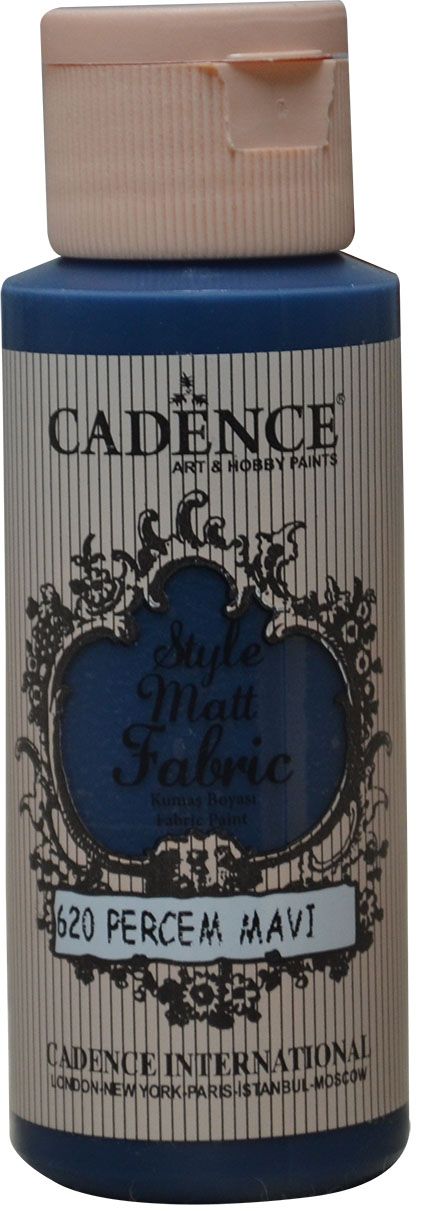 CADENCE®
ART & HOBBY PAINTS
Style
Matt
Fabric
Kumaş Boyası
Fabric Paint
620 PERCEM MAVI
CADENCE INTERNATIONAL
LONDON-NEW YORK-PARIS-İSTANBUL-MOSCOW